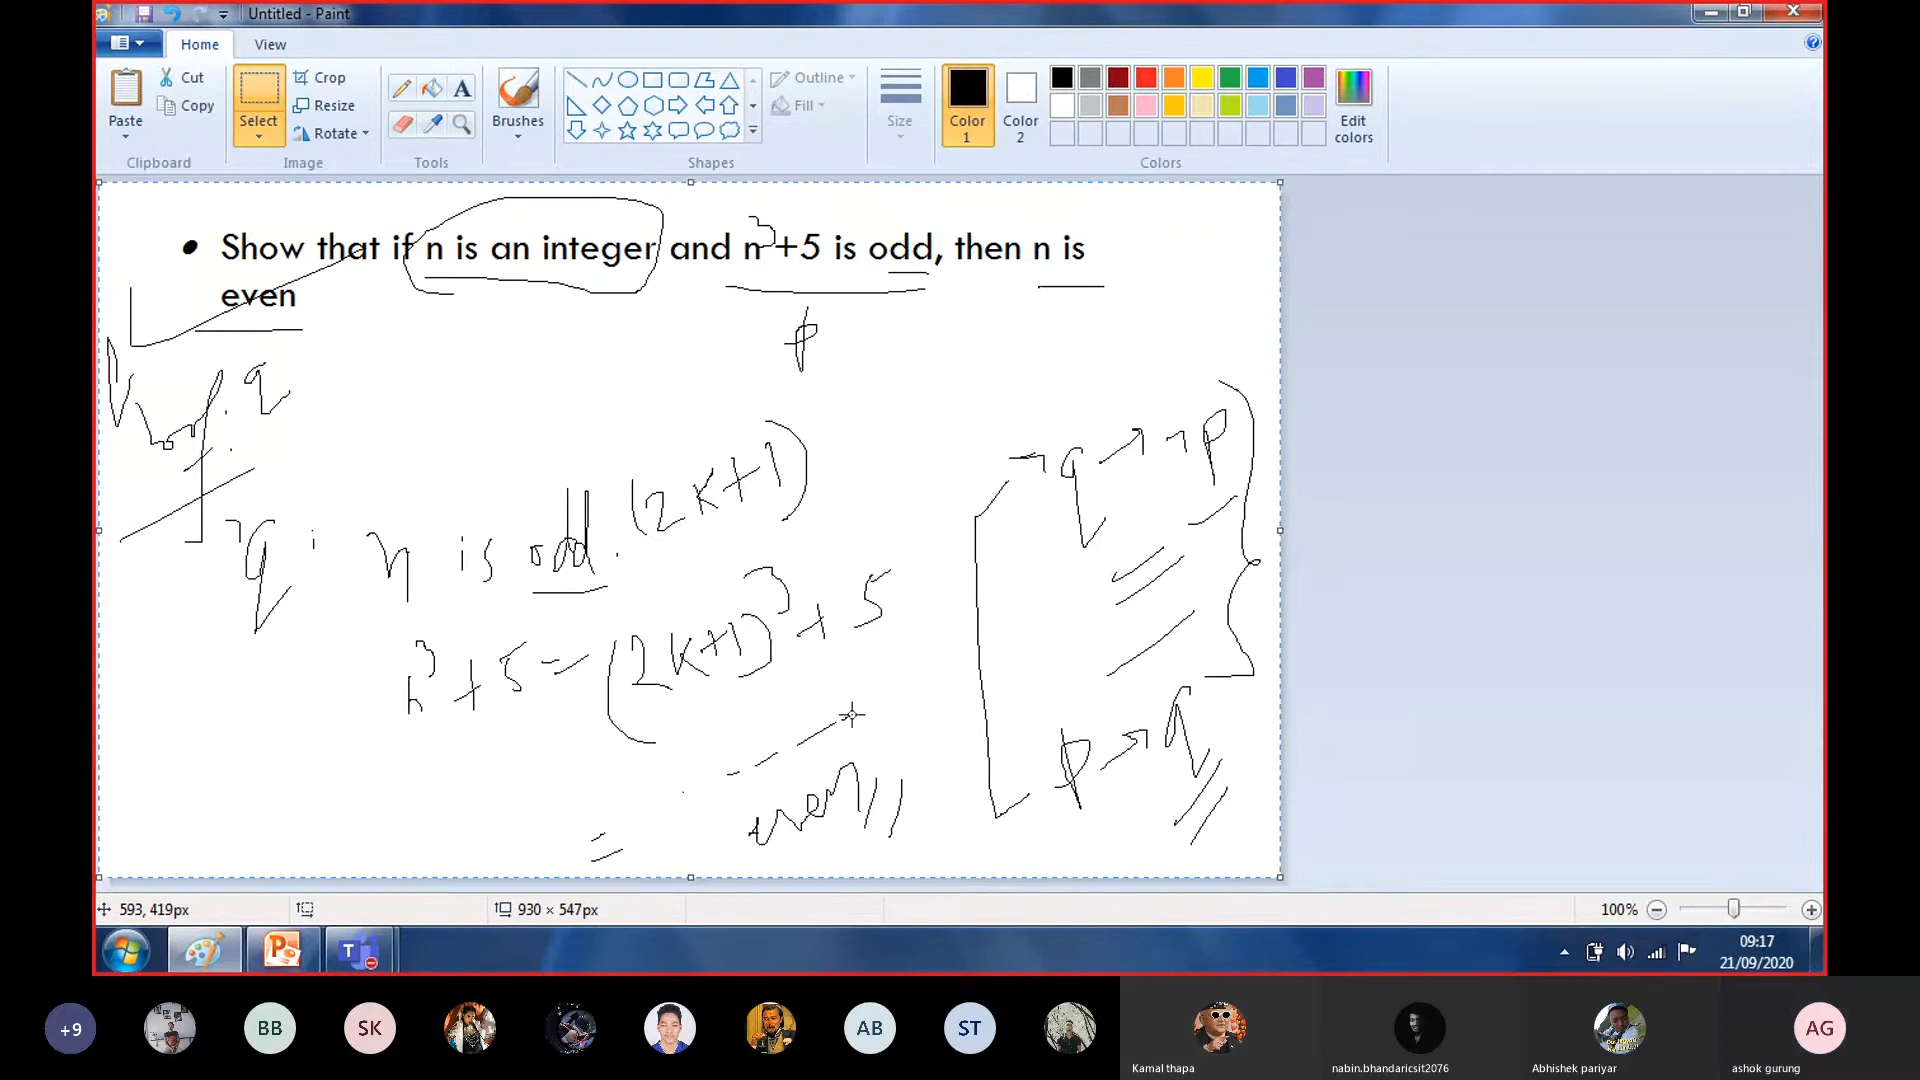 Untitled - Paint
Home
View
Cut
Copy
Paste
Clipboard
Select
Crop
Resize
Rotate
Image
Tools
A
Brushes
Shapes
Outline
Fill
Size
Color 1
Color 2
Edit colors
Colors
• Show that if n is an integer and n³+5 is odd, then n is
even
p
q
¬q → ¬p
¬q : n is odd. (2k+1)
n³+5 = (2k+1)³ + 5
p → q
= even
593, 419px
930 × 547px
100%
09:17
21/09/2020
+9
BB
SK
AB
ST
AG
Kamal thapa
nabin.bhandaricsit2076
Abhishek pariyar
ashok gurung